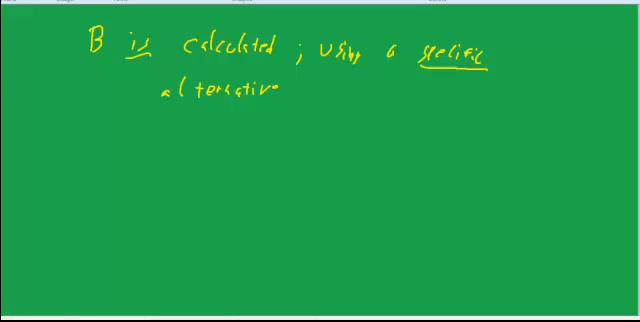 B is calculated ; using a specific
alternative